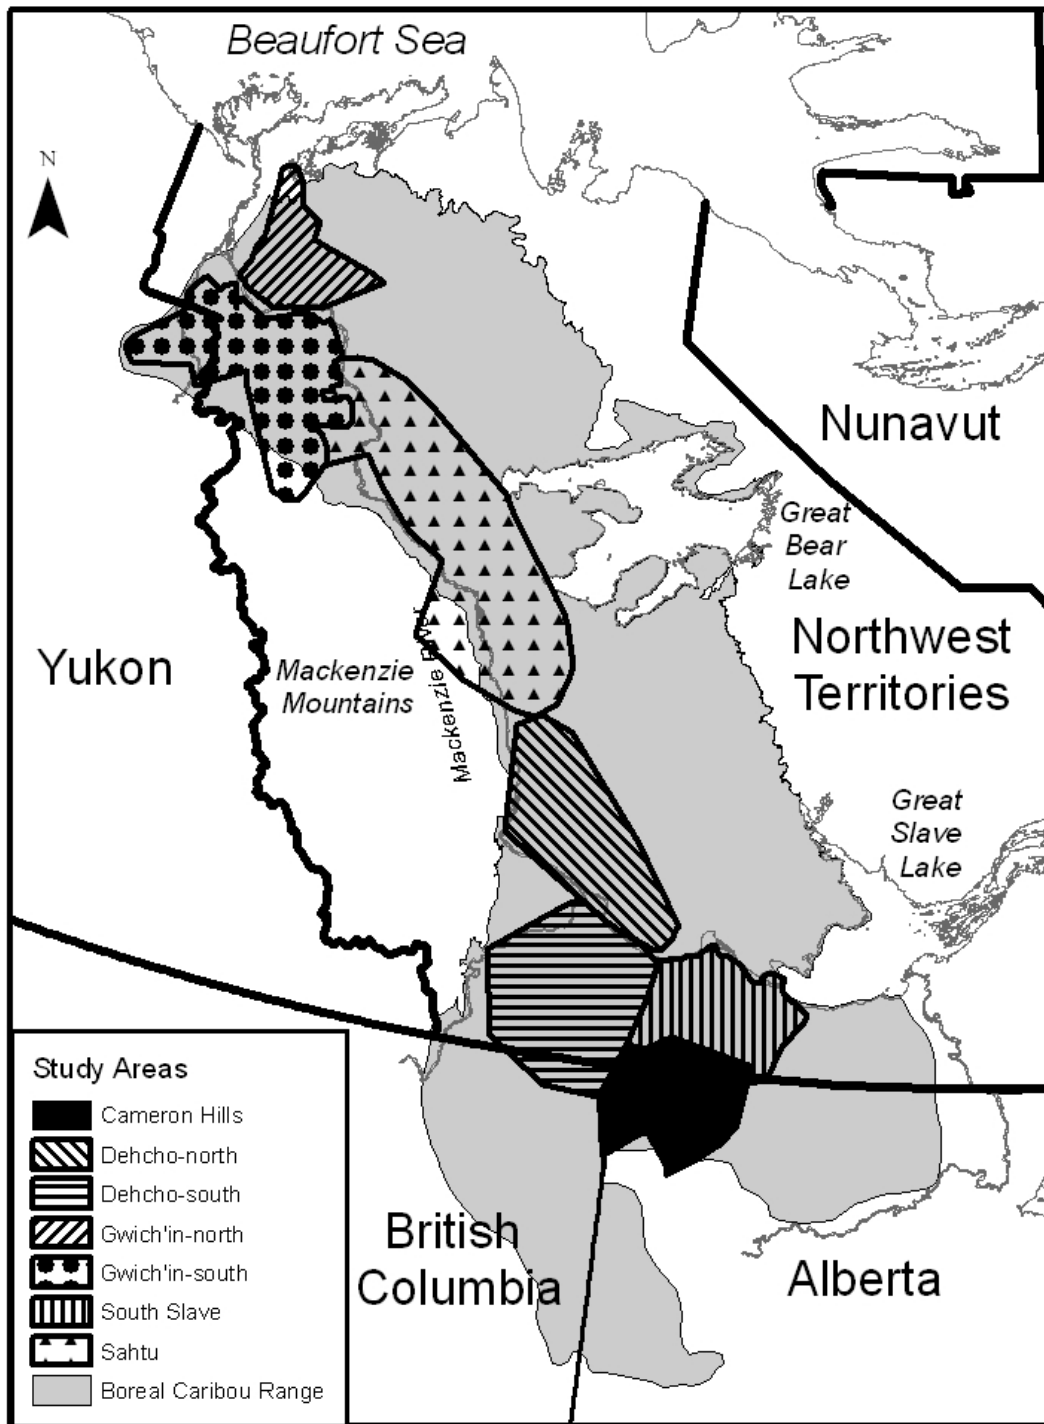 Beaufort Sea
N
Nunavut
Great
Bear
Lake
Northwest
Territories
Yukon
Mackenzie
Mountains
Mackenzie River
Great
Slave
Lake
Study Areas
Cameron Hills
Dehcho-north
Dehcho-south
Gwich'in-north
Gwich'in-south
South Slave
Sahtu
Boreal Caribou Range
British
Columbia
Alberta